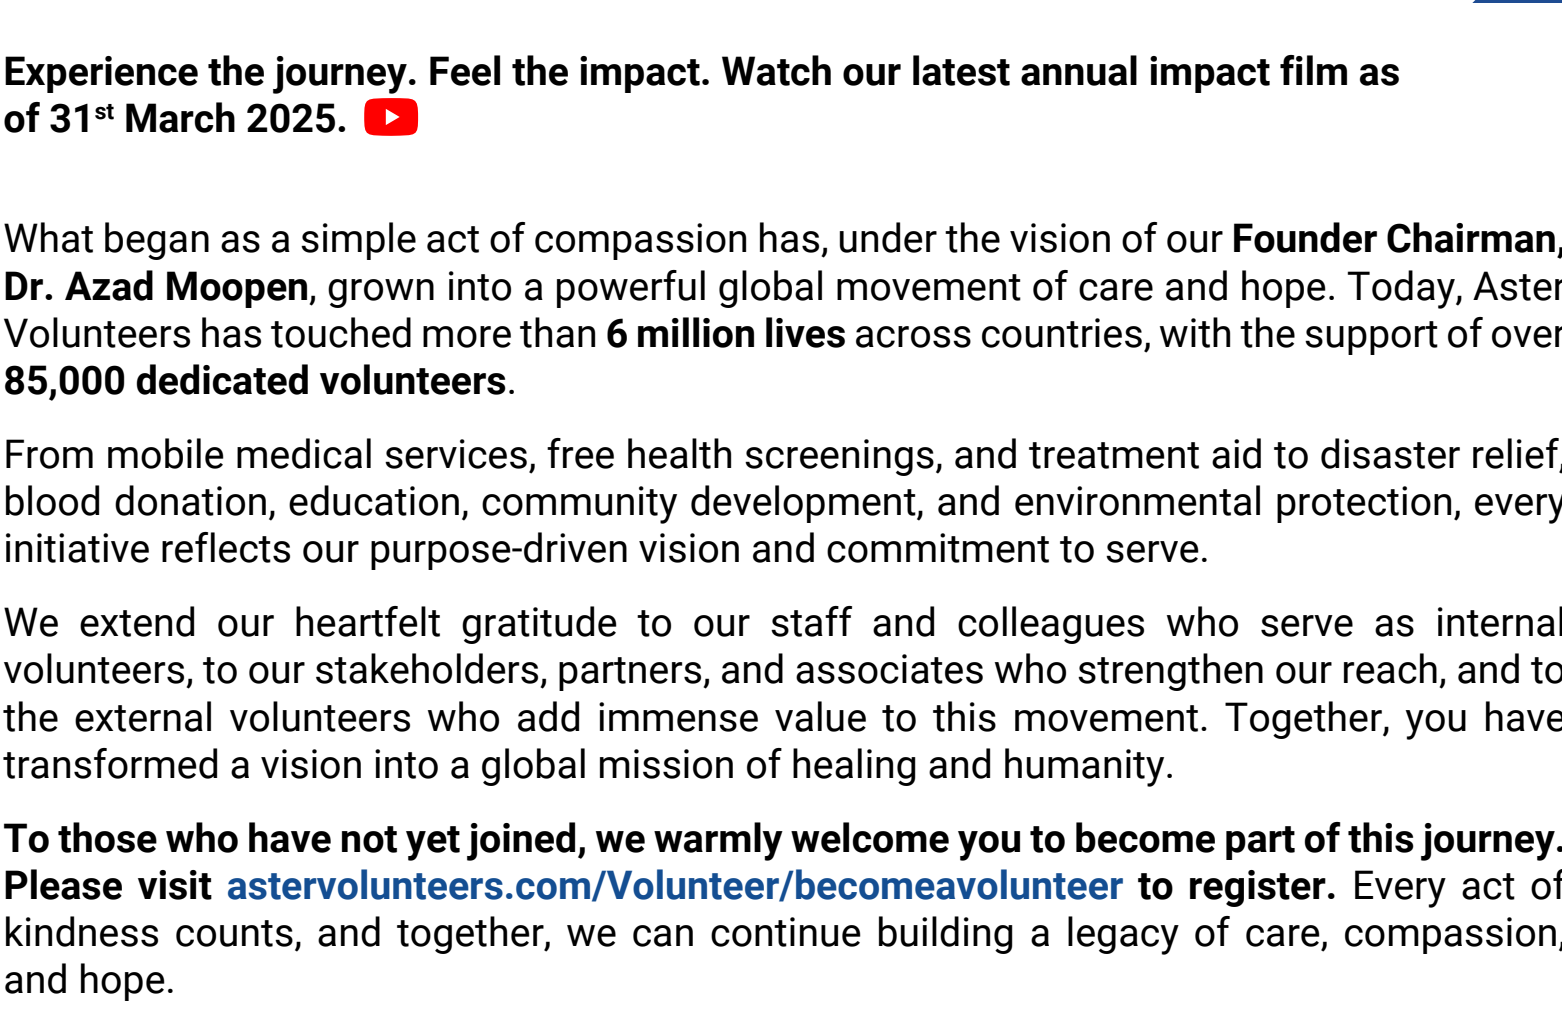 Experience the journey. Feel the impact. Watch our latest annual impact film as
of 31st March 2025.
What began as a simple act of compassion has, under the vision of our Founder Chairman,
Dr. Azad Moopen, grown into a powerful global movement of care and hope. Today, Aster
Volunteers has touched more than 6 million lives across countries, with the support of over
85,000 dedicated volunteers.
From mobile medical services, free health screenings, and treatment aid to disaster relief,
blood donation, education, community development, and environmental protection, every
initiative reflects our purpose-driven vision and commitment to serve.
We extend our heartfelt gratitude to our staff and colleagues who serve as internal
volunteers, to our stakeholders, partners, and associates who strengthen our reach, and to
the external volunteers who add immense value to this movement. Together, you have
transformed a vision into a global mission of healing and humanity.
To those who have not yet joined, we warmly welcome you to become part of this journey.
Please visit astervolunteers.com/Volunteer/becomeavolunteer to register. Every act of
kindness counts, and together, we can continue building a legacy of care, compassion,
and hope.